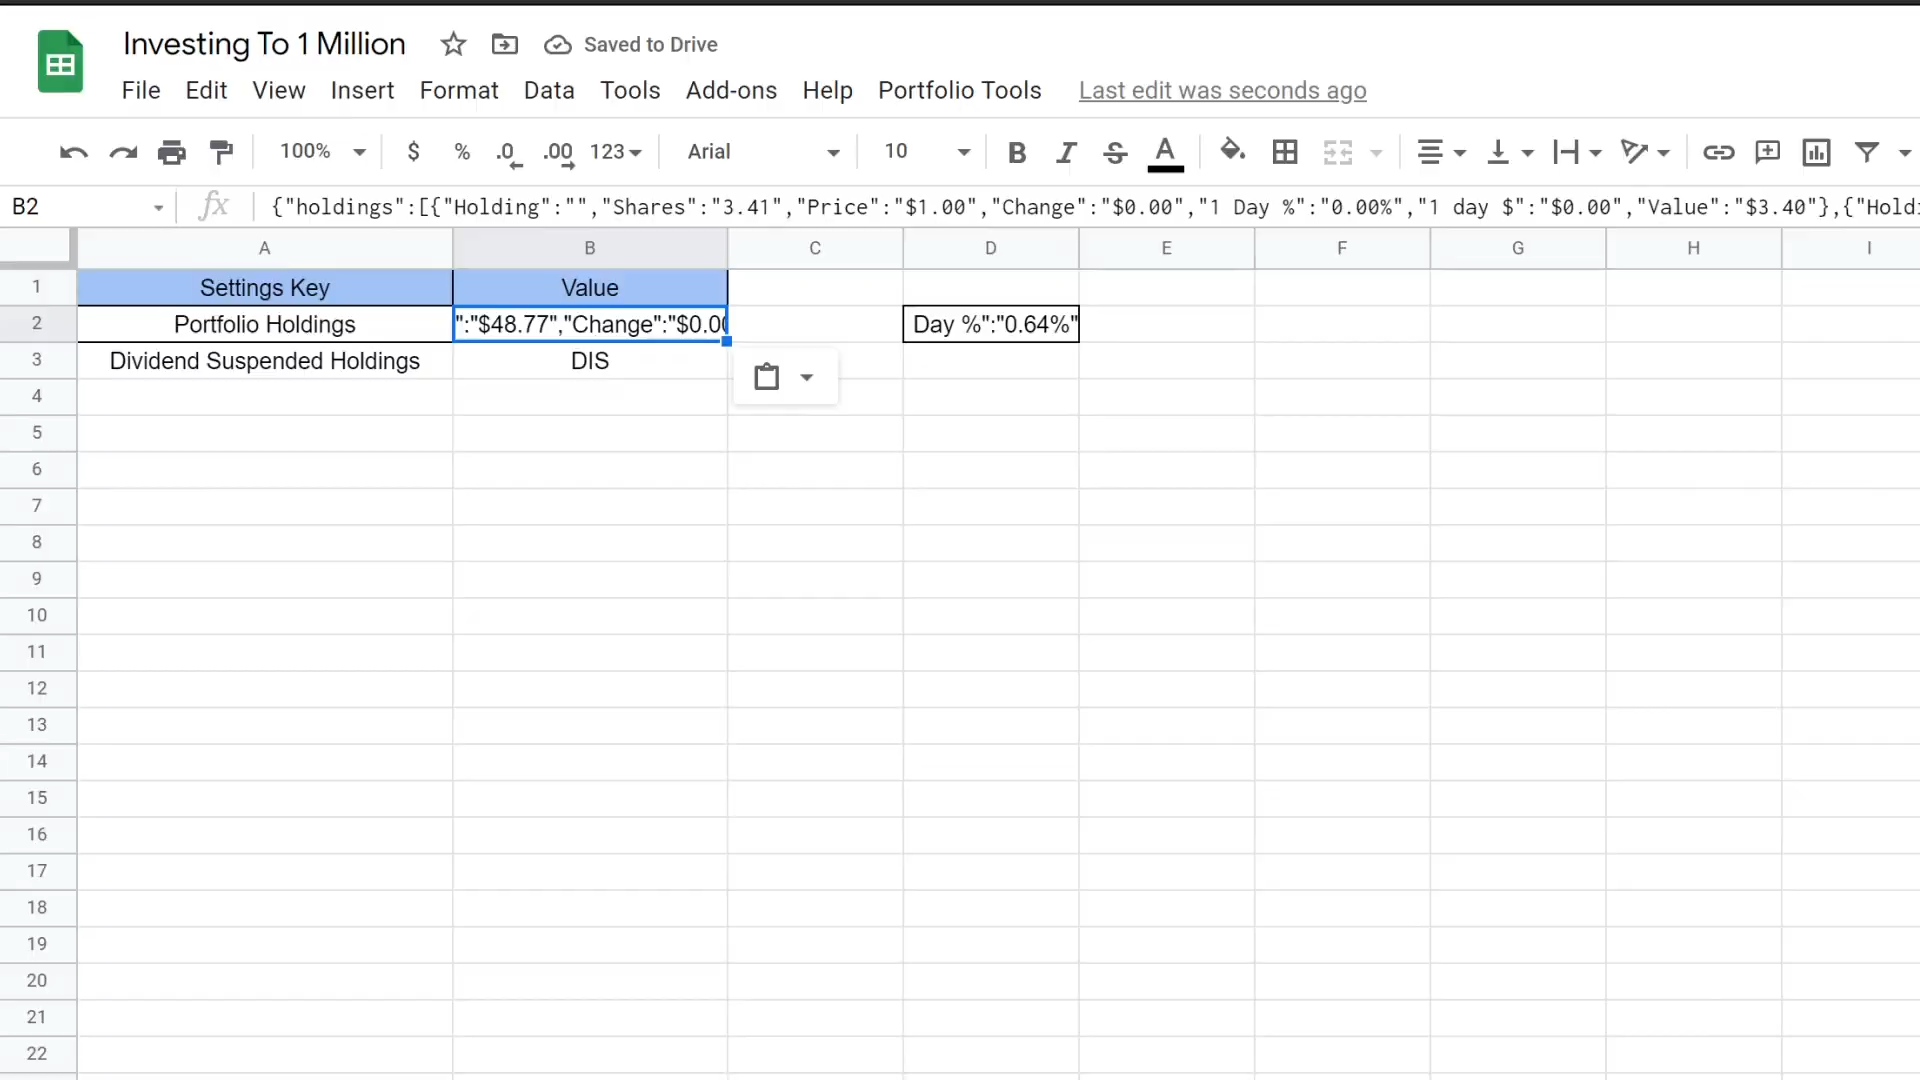 Investing To 1 Million Saved to Drive
File Edit View Insert Format Data Tools Add-ons Help Portfolio Tools Last edit was seconds ago
100% $ % .0 .00 123 Arial 10 B I S A
B2 fx {"holdings":[{"Holding":"","Shares":"3.41","Price":"$1.00","Change":"$0.00","1 Day %":"0.00%","1 day $":"$0.00","Value":"$3.40"},{"Holdi
A B C D E F G H I
1 Settings Key Value
2 Portfolio Holdings ":"$48.77","Change":"$0.00 Day %":"0.64%"
3 Dividend Suspended Holdings DIS
4
5
6
7
8
9
10
11
12
13
14
15
16
17
18
19
20
21
22